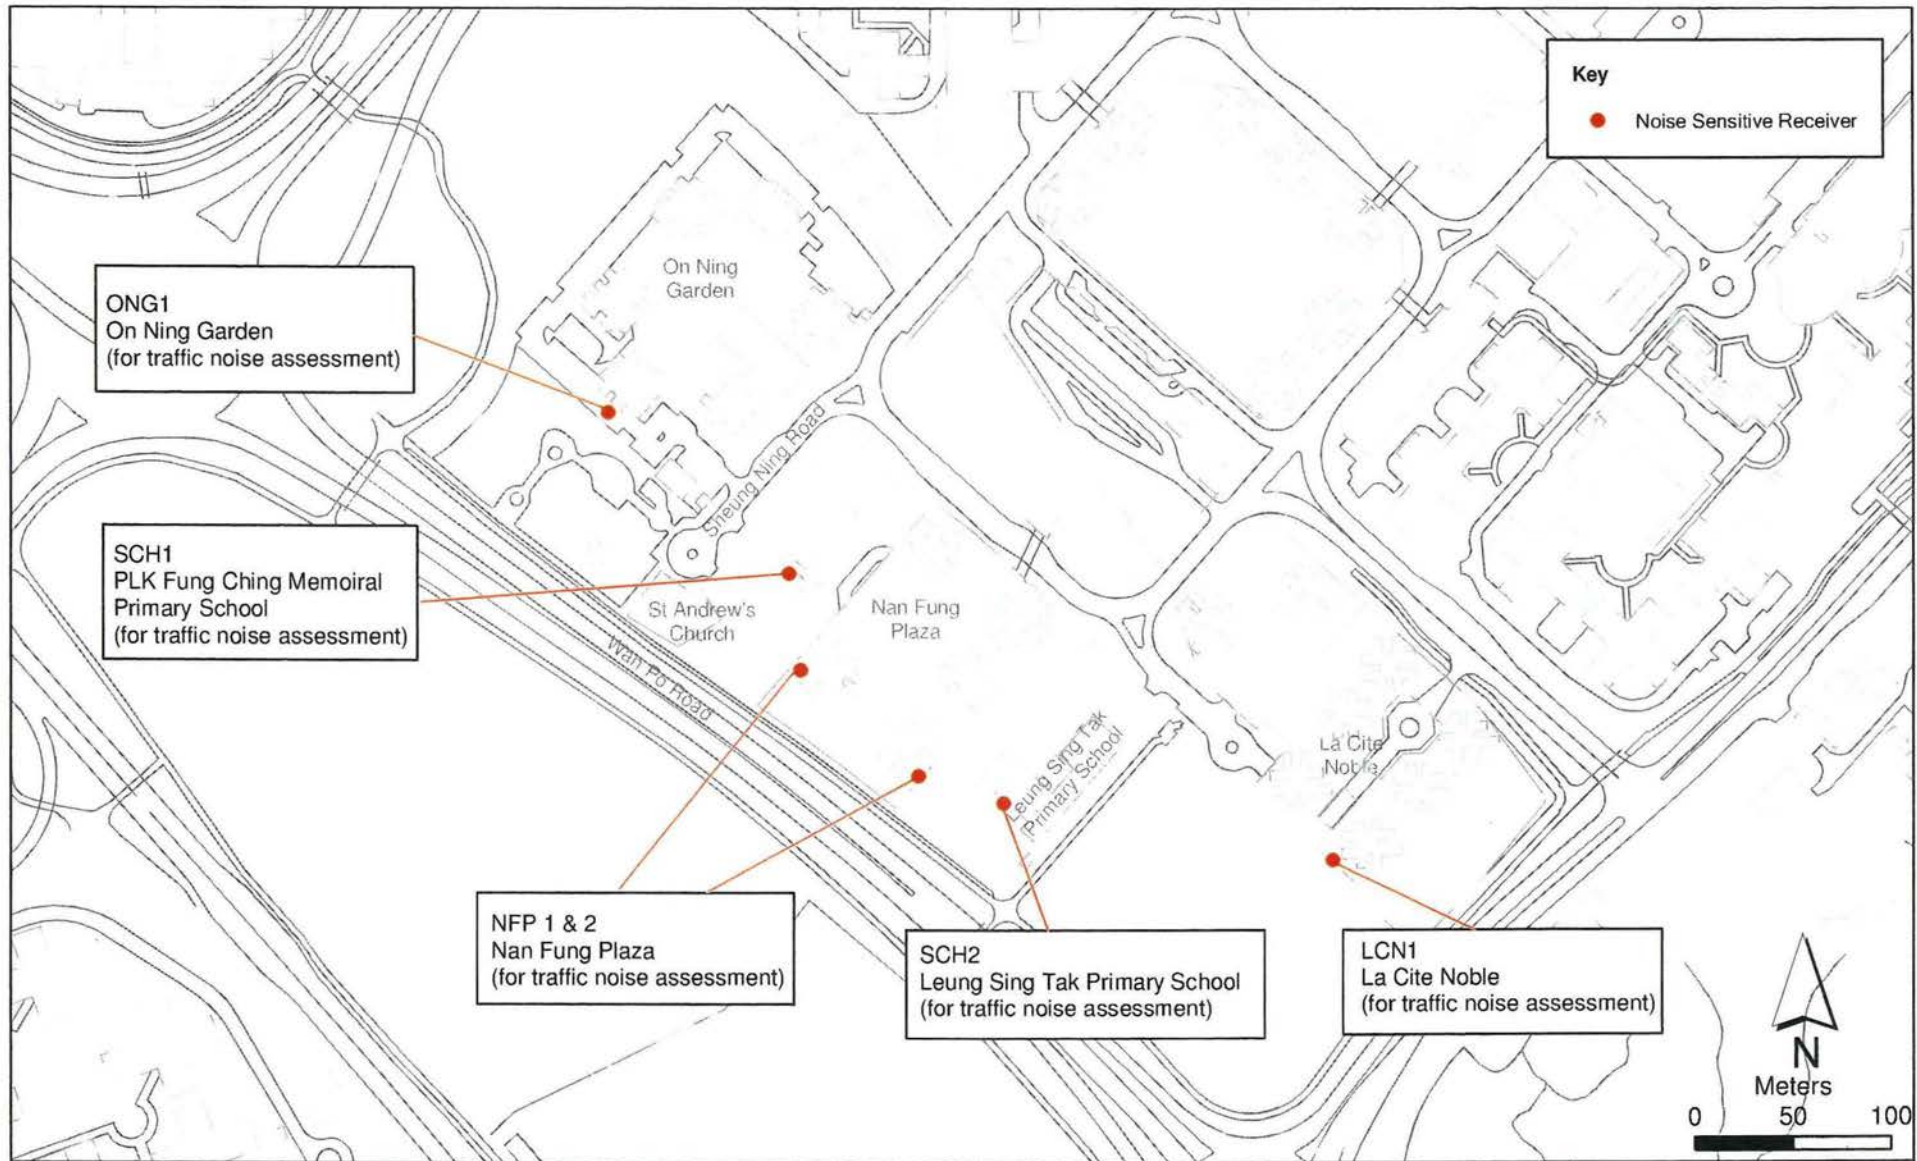 Key
Noise Sensitive Receiver
On Ning
Garden
ONG1
On Ning Garden
(for traffic noise assessment)
Sheung Ning Road
SCH1
PLK Fung Ching Memoiral
Primary School
(for traffic noise assessment)
St Andrew's
Church
Nan Fung
Plaza
Wan Po Road
Leung Sing Tak
Primary School
La Cite
Noble
NFP 1 & 2
Nan Fung Plaza
(for traffic noise assessment)
SCH2
Leung Sing Tak Primary School
(for traffic noise assessment)
LCN1
La Cite Noble
(for traffic noise assessment)
N
Meters
0 50 100